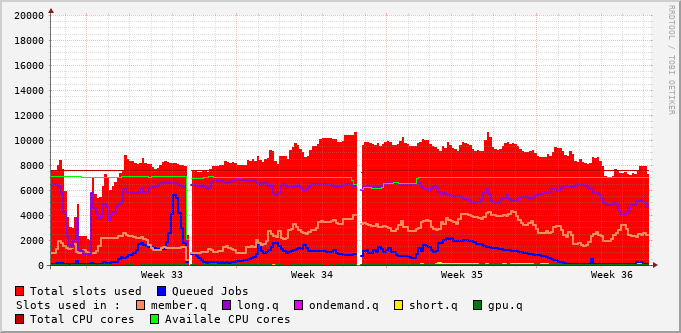 20000
18000
16000
14000
12000
10000
8000
6000
4000
2000
0
Week 33 Week 34 Week 35 Week 36
RRDTOOL / TOBI OETIKER
Total slots used Queued Jobs
Slots used in : member.q long.q ondemand.q short.q gpu.q
Total CPU cores Availale CPU cores